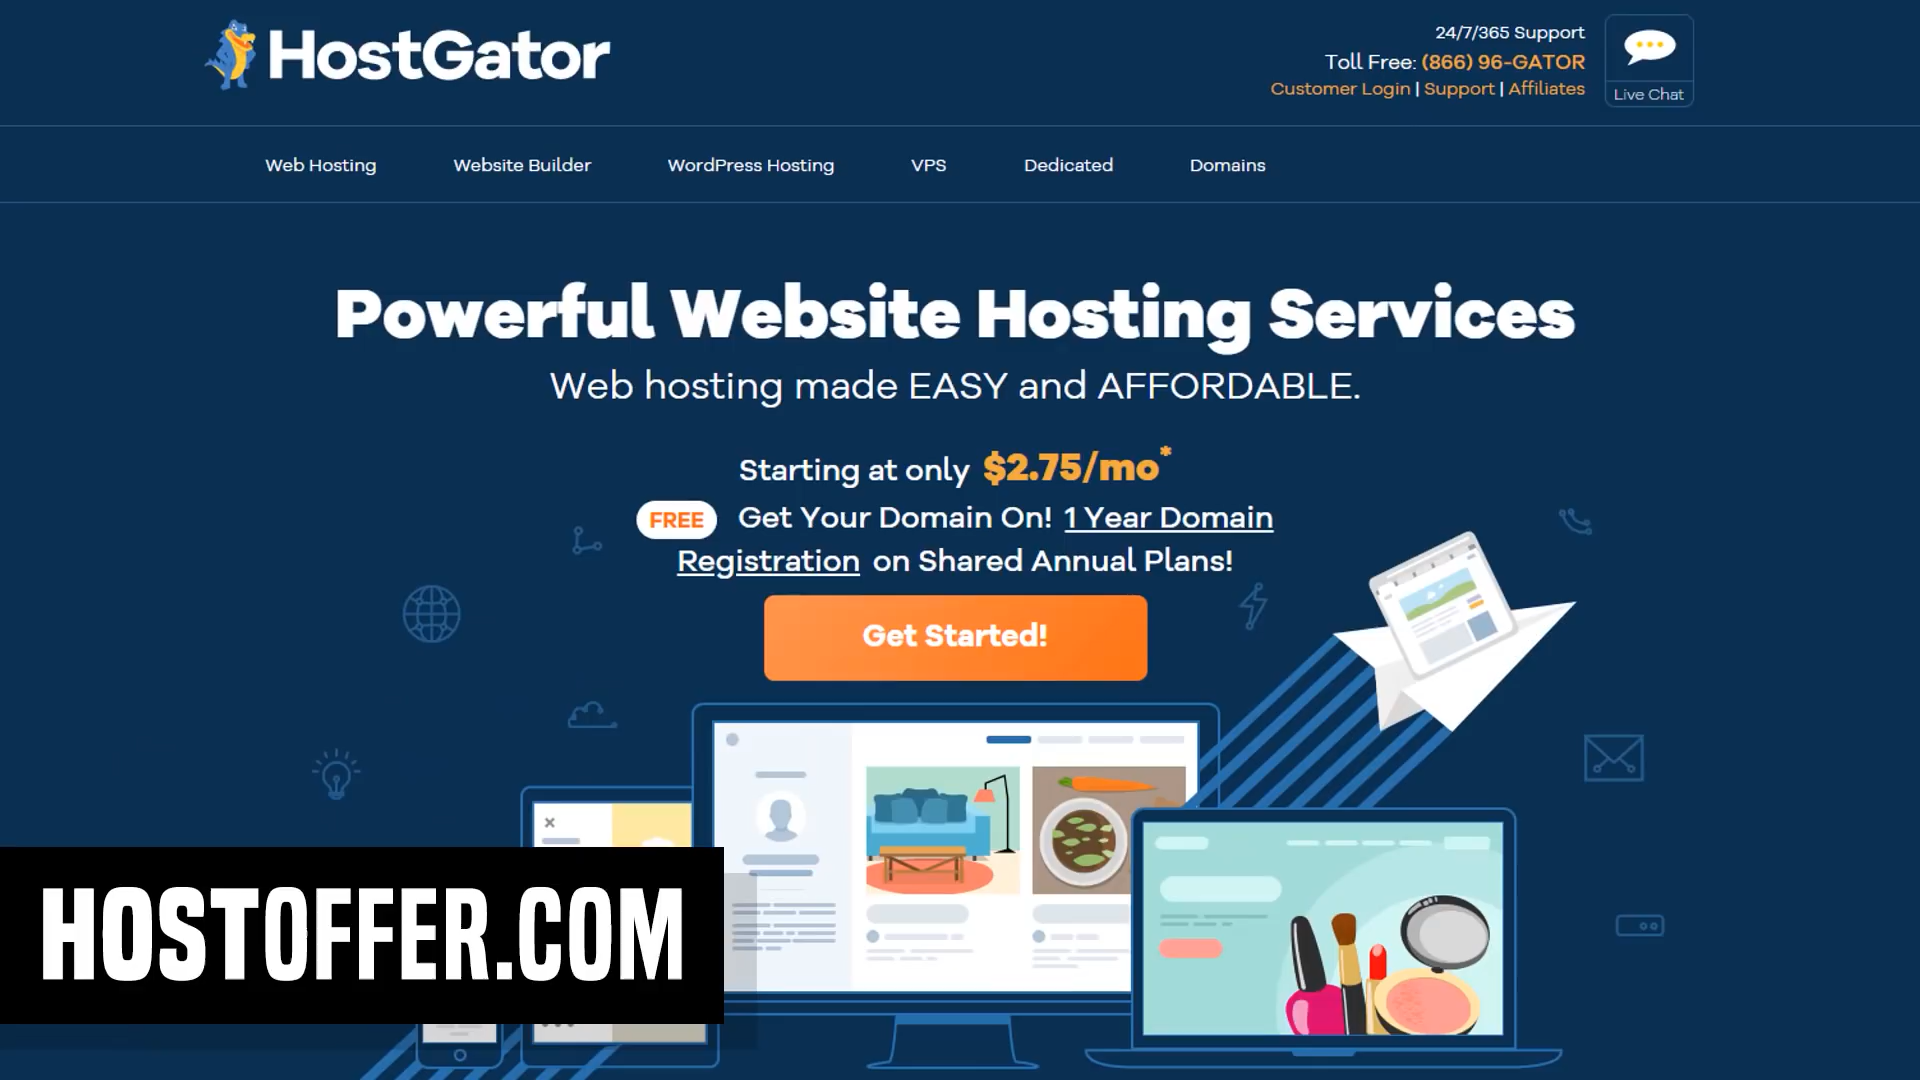 HostGator
24/7/365 Support
Toll Free: (866) 96-GATOR
Customer Login | Support | Affiliates
Live Chat
Web Hosting
Website Builder
WordPress Hosting
VPS
Dedicated
Domains
Powerful Website Hosting Services
Web hosting made EASY and AFFORDABLE.
Starting at only $2.75/mo*
FREE Get Your Domain On! 1 Year Domain
Registration on Shared Annual Plans!
Get Started!
HOSTOFFER.COM